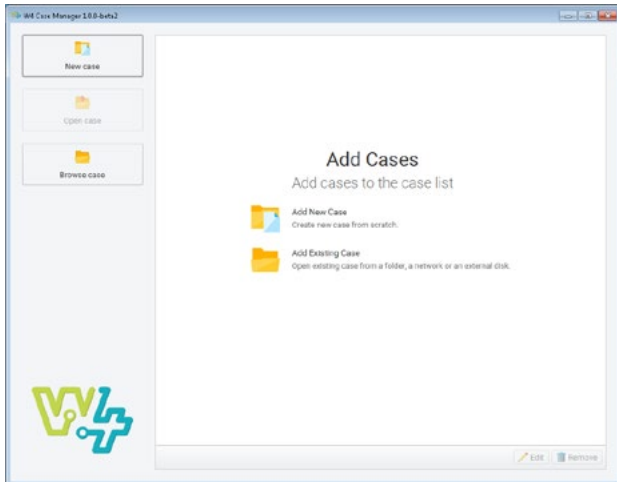 W4 Case Manager 1.0.0-beta2
New case
Open case
Browse case
Add Cases
Add cases to the case list
Add New Case
Create new case from scratch.
Add Existing Case
Open existing case from a folder, a network or an external disk.
W4
Edit
Remove